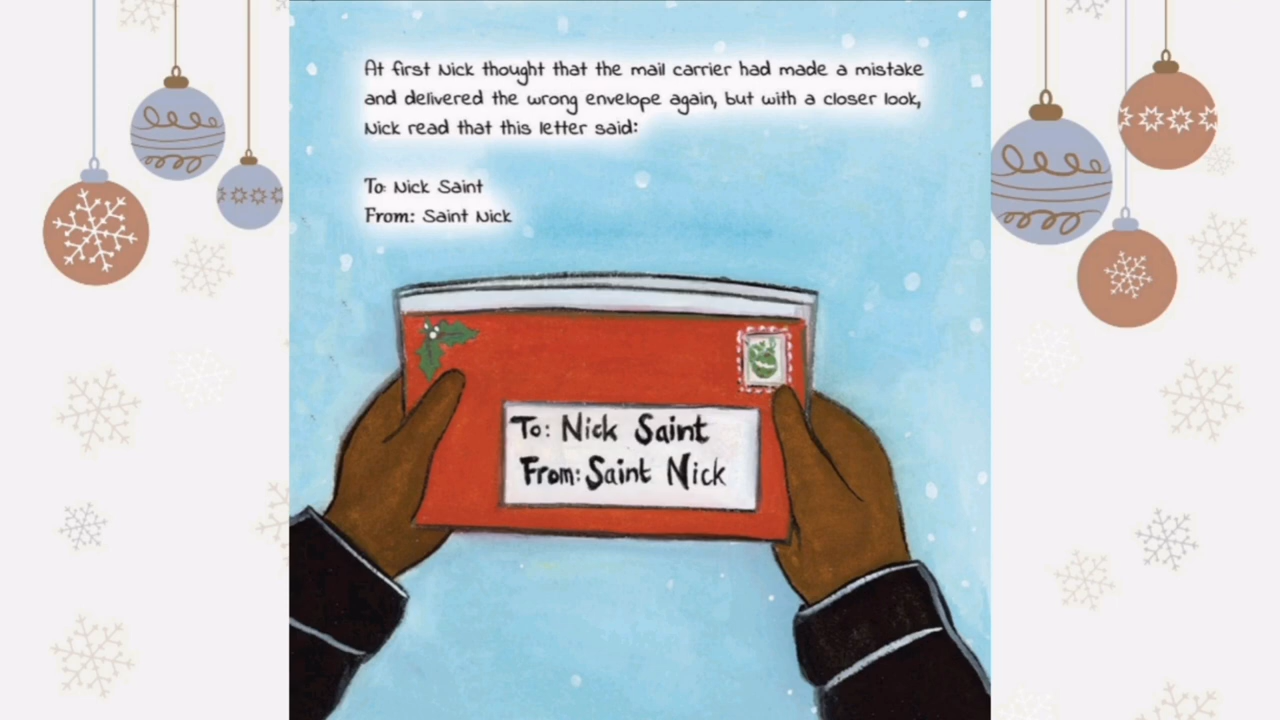 At first Nick thought that the mail carrier had made a mistake
and delivered the wrong envelope again, but with a closer look,
Nick read that this letter said:
To: Nick Saint
From: Saint Nick
To: Nick Saint
From: Saint Nick